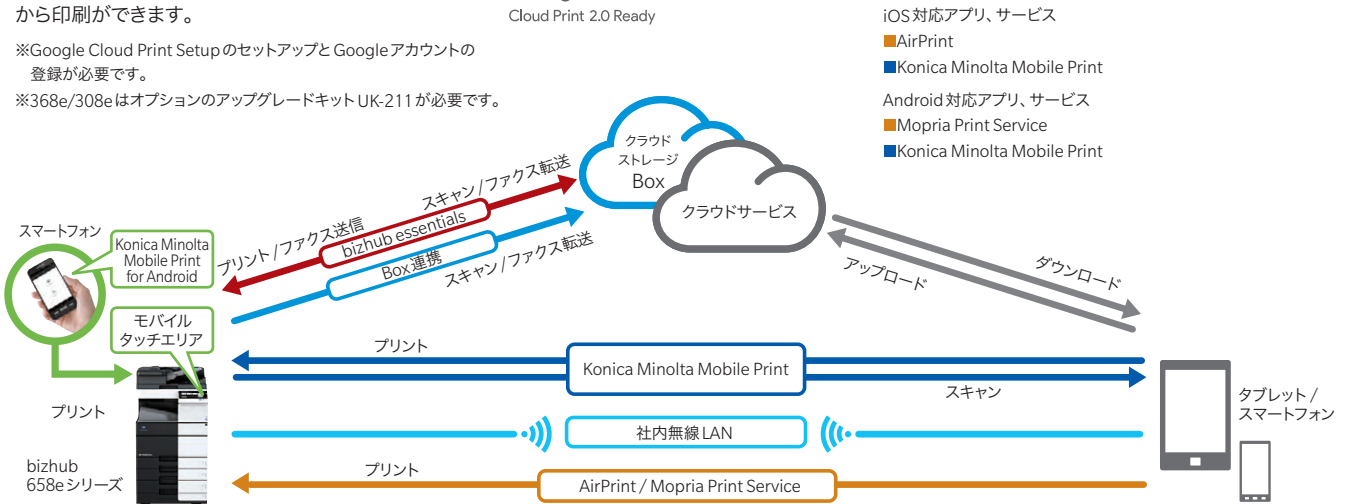 から印刷ができます。
※Google Cloud Print SetupのセットアップとGoogleアカウントの
登録が必要です。
※368e/308eはオプションのアップグレードキット UK-211が必要です。
Cloud Print 2.0 Ready
iOS対応アプリ、サービス
■AirPrint
■Konica Minolta Mobile Print
Android対応アプリ、サービス
■Mopria Print Service
■Konica Minolta Mobile Print
クラウド
ストレージ
Box
クラウドサービス
スキャン/ファクス転送
bizhub essentials
プリント/ファクス送信
Box連携
スキャン/ファクス転送
ダウンロード
アップロード
スマートフォン
Konica Minolta
Mobile Print
for Android
モバイル
タッチエリア
プリント
bizhub
658eシリーズ
プリント
Konica Minolta Mobile Print
スキャン
社内無線LAN
プリント
AirPrint / Mopria Print Service
タブレット /
スマートフォン